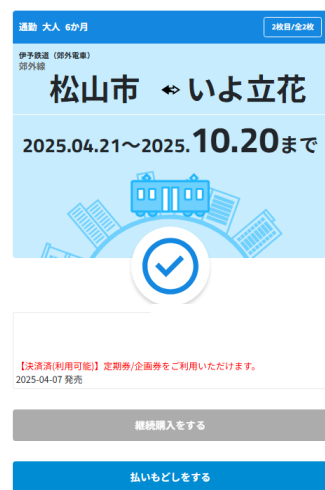 通勤 大人 6か月
2枚目/全2枚
伊予鉄道（郊外電車）
郊外線
松山市 ⇔ いよ立花
2025.04.21～2025.10.20まで
【決済済(利用可能)】定期券/企画券をご利用いただけます。
2025-04-07 発売
継続購入をする
払いもどしをする